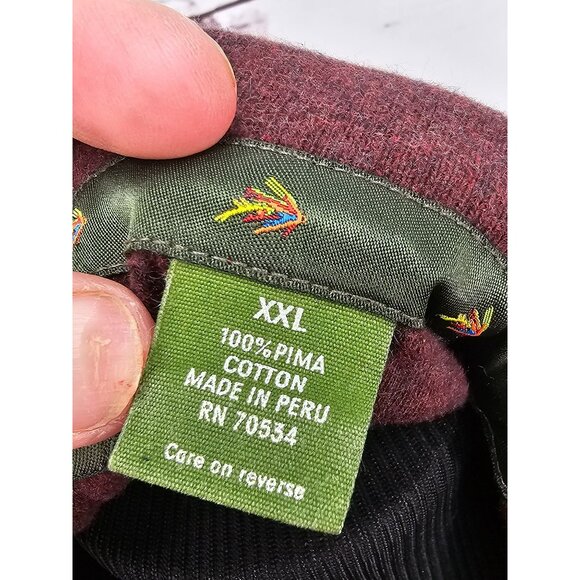 XXL
100% PIMA
COTTON
MADE IN PERU
RN 70534
Care on reverse